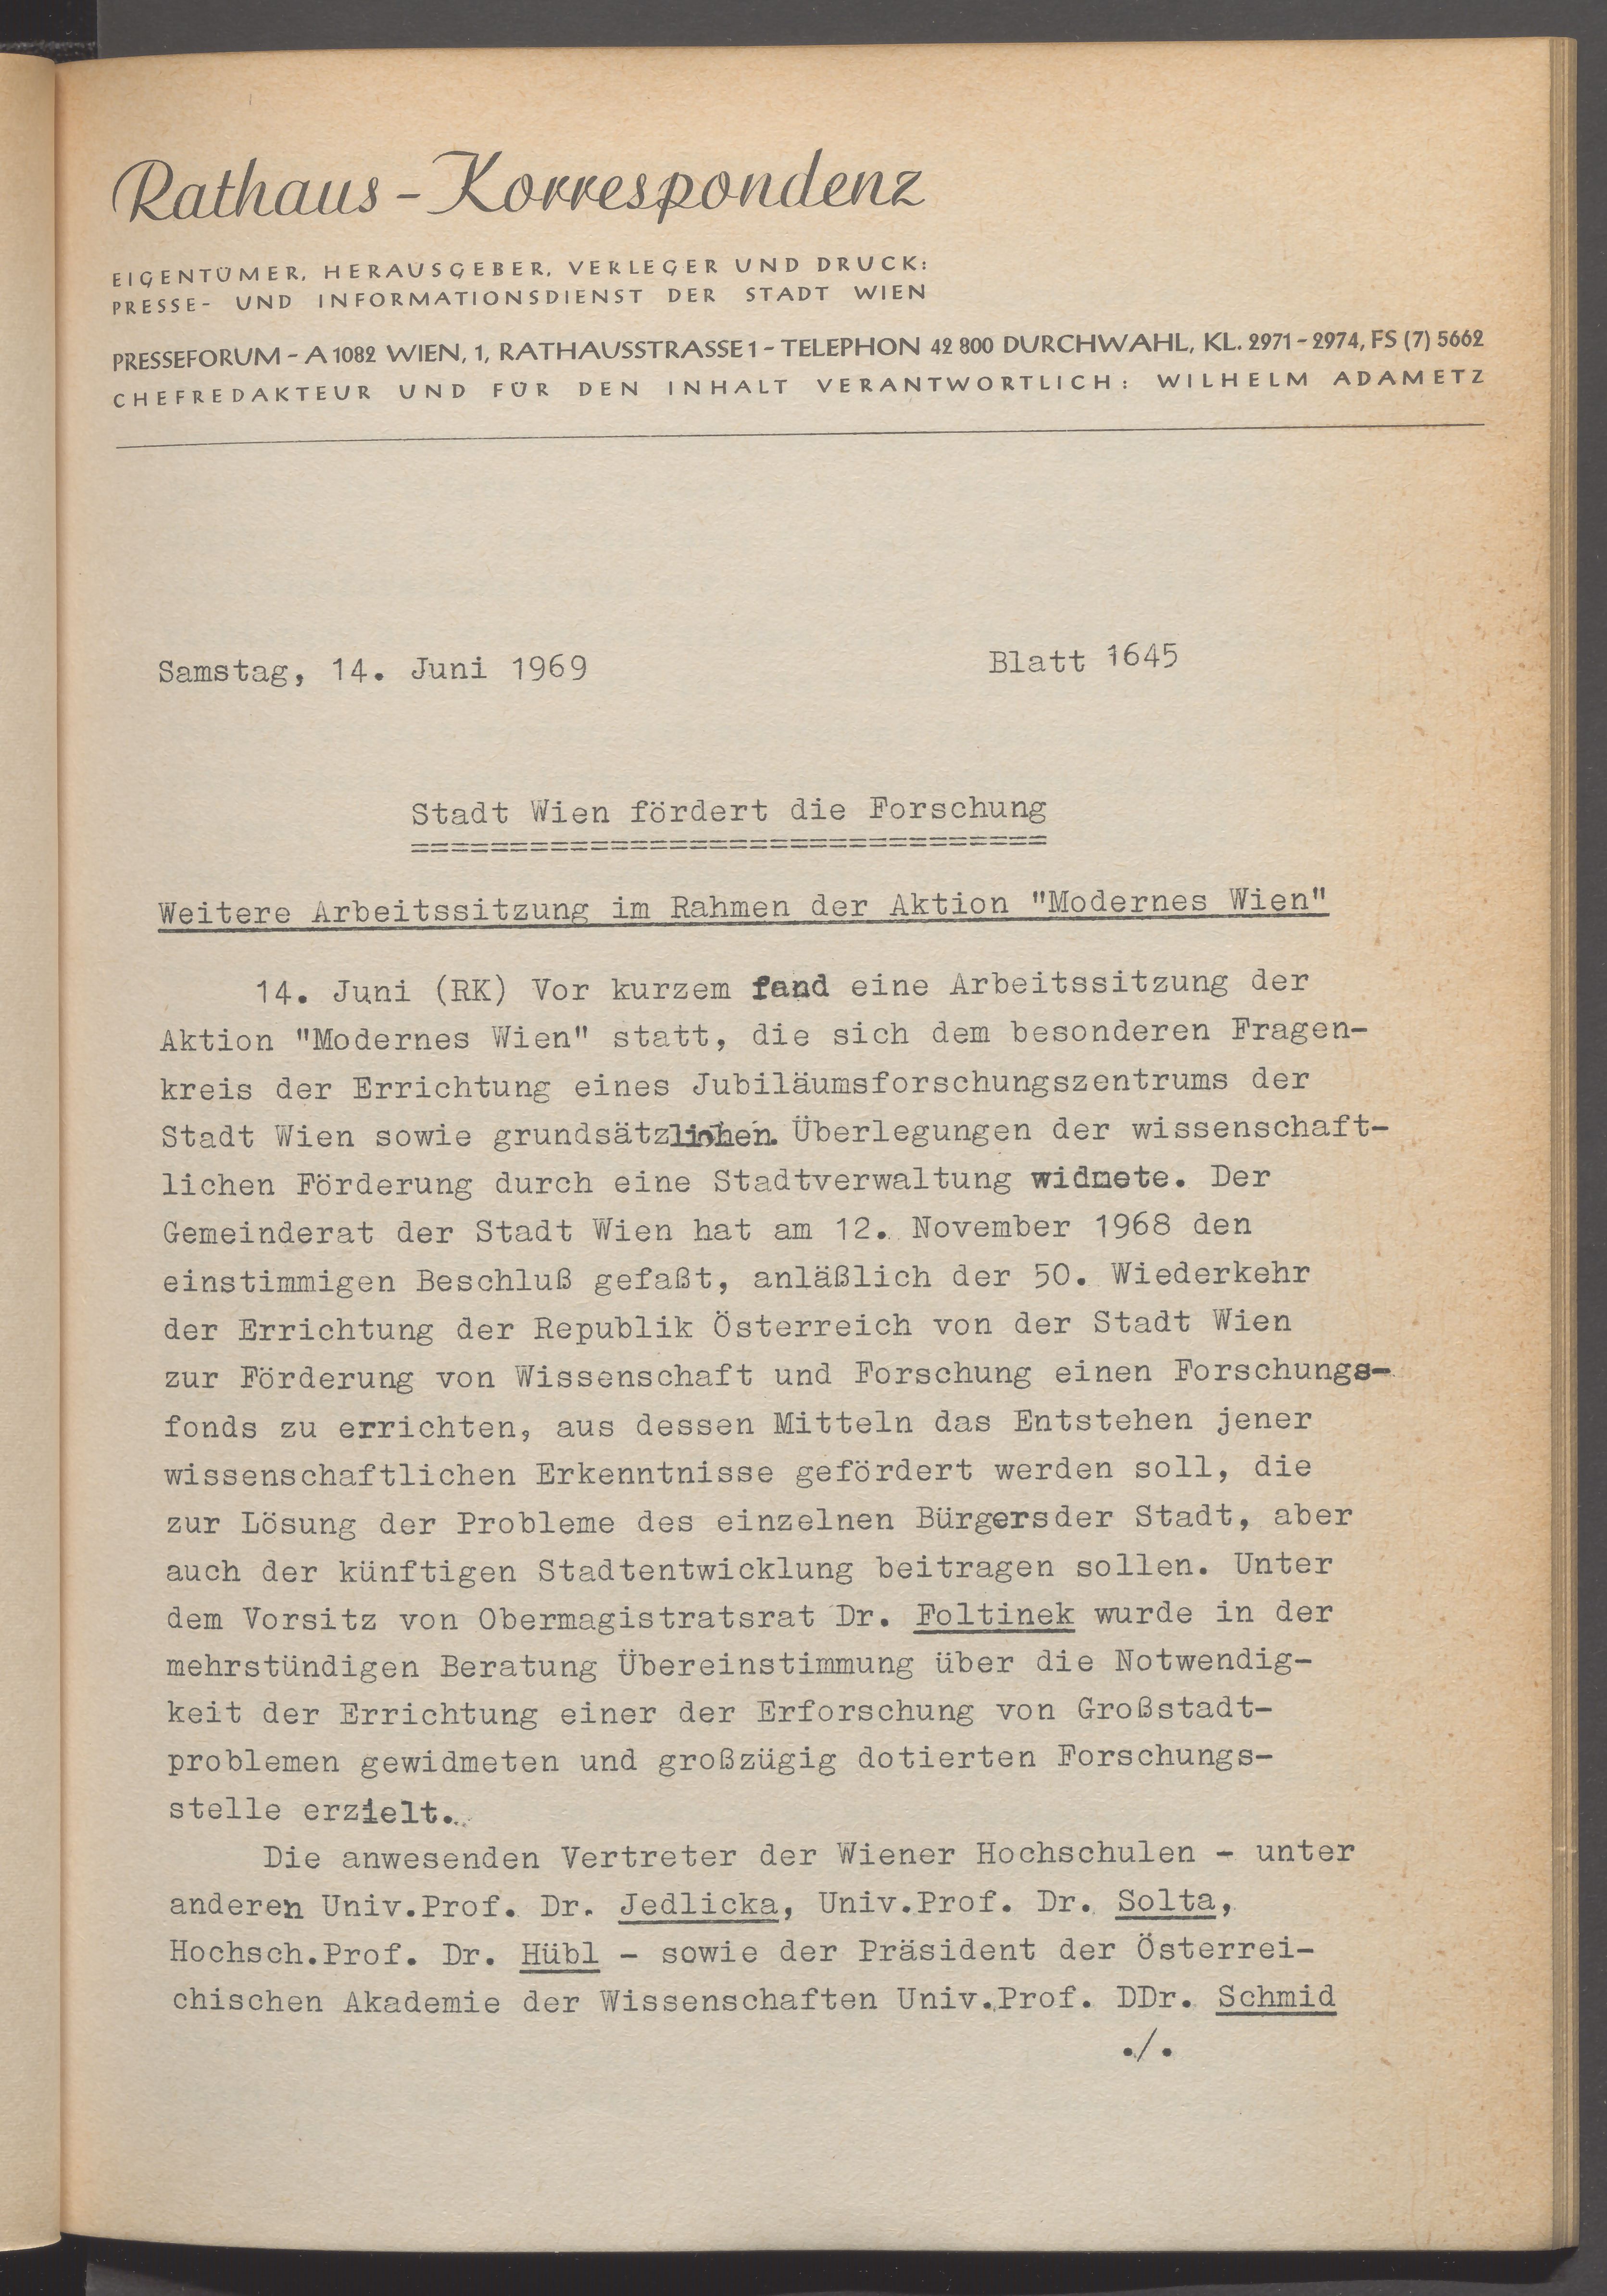 Rathaus-Korrespondenz
EIGENTÜMER, HERAUSGEBER, VERLEGER UND DRUCK:
PRESSE- UND INFORMATIONSDIENST DER STADT WIEN
PRESSEFORUM - A 1082 WIEN, 1, RATHAUSSTRASSE 1 - TELEPHON 42 800 DURCHWAHL, KL. 2971 - 2974, FS (7) 5662
CHEFREDAKTEUR UND FÜR DEN INHALT VERANTWORTLICH: WILHELM ADAMETZ
Samstag, 14. Juni 1969 Blatt 1645
Stadt Wien fördert die Forschung
================================
Weitere Arbeitssitzung im Rahmen der Aktion "Modernes Wien"
14. Juni (RK) Vor kurzem fand eine Arbeitssitzung der
Aktion "Modernes Wien" statt, die sich dem besonderen Fragen-
kreis der Errichtung eines Jubiläumsforschungszentrums der
Stadt Wien sowie grundsätzlichen Überlegungen der wissenschaft-
lichen Förderung durch eine Stadtverwaltung widmete. Der
Gemeinderat der Stadt Wien hat am 12. November 1968 den
einstimmigen Beschluß gefaßt, anläßlich der 50. Wiederkehr
der Errichtung der Republik Österreich von der Stadt Wien
zur Förderung von Wissenschaft und Forschung einen Forschungs-
fonds zu errichten, aus dessen Mitteln das Entstehen jener
wissenschaftlichen Erkenntnisse gefördert werden soll, die
zur Lösung der Probleme des einzelnen Bürgersder Stadt, aber
auch der künftigen Stadtentwicklung beitragen sollen. Unter
dem Vorsitz von Obermagistratsrat Dr. Foltinek wurde in der
mehrstündigen Beratung Übereinstimmung über die Notwendig-
keit der Errichtung einer der Erforschung von Großstadt-
problemen gewidmeten und großzügig dotierten Forschungs-
stelle erzielt.
Die anwesenden Vertreter der Wiener Hochschulen - unter
anderen Univ.Prof. Dr. Jedlicka, Univ.Prof. Dr. Solta,
Hochsch.Prof. Dr. Hübl - sowie der Präsident der Österrei-
chischen Akademie der Wissenschaften Univ.Prof. DDr. Schmid
./.